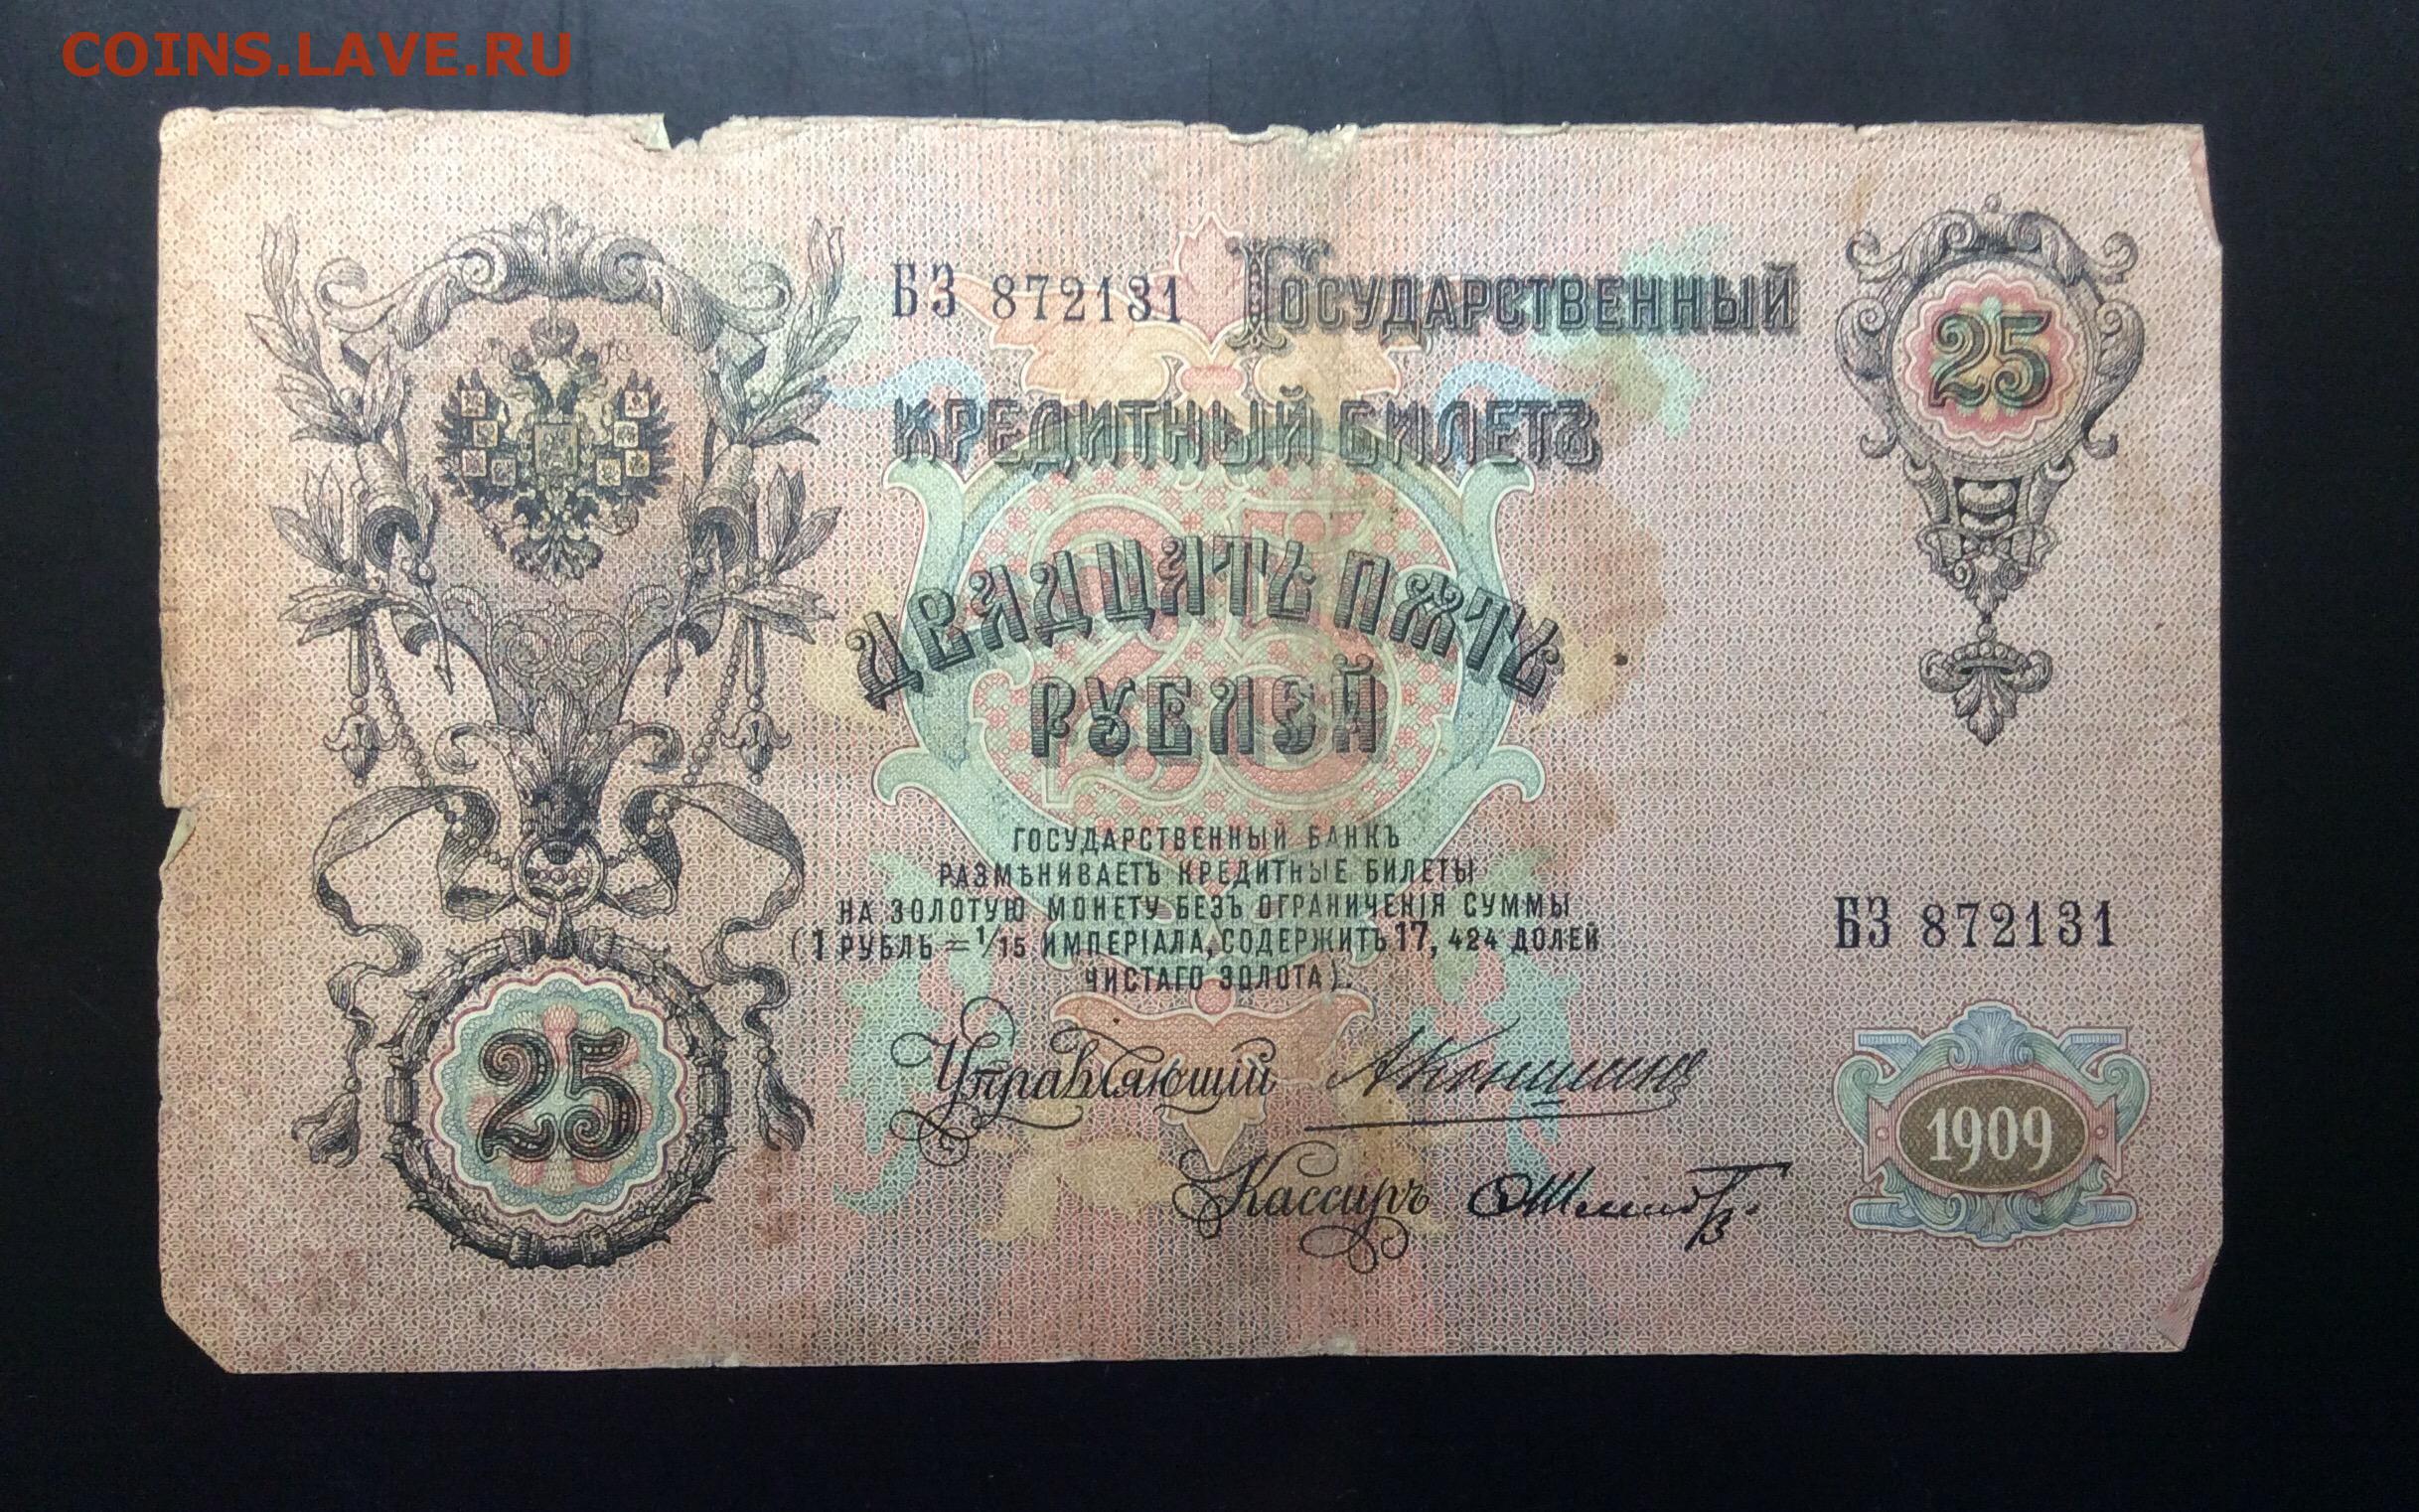 COINS.LAVE.RU
БЗ 872131 ГОСУДАРСТВЕННЫЙ
25
КРЕДИТНЫЙ БИЛЕТЪ
ДВАДЦАТЬ ПЯТЬ
РУБЛЕЙ
25
ГОСУДАРСТВЕННЫЙ БАНКЪ
РАЗМѢНИВАЕТЪ КРЕДИТНЫЕ БИЛЕТЫ
НА ЗОЛОТУЮ МОНЕТУ БЕЗЪ ОГРАНИЧЕНІЯ СУММЫ
(1 РУБЛЬ = 1/15 ИМПЕРІАЛА, СОДЕРЖИТЪ 17, 424 ДОЛЕЙ
ЧИСТАГО ЗОЛОТА).
БЗ 872131
25
Управляющій АКоншинъ
Кассиръ
1909